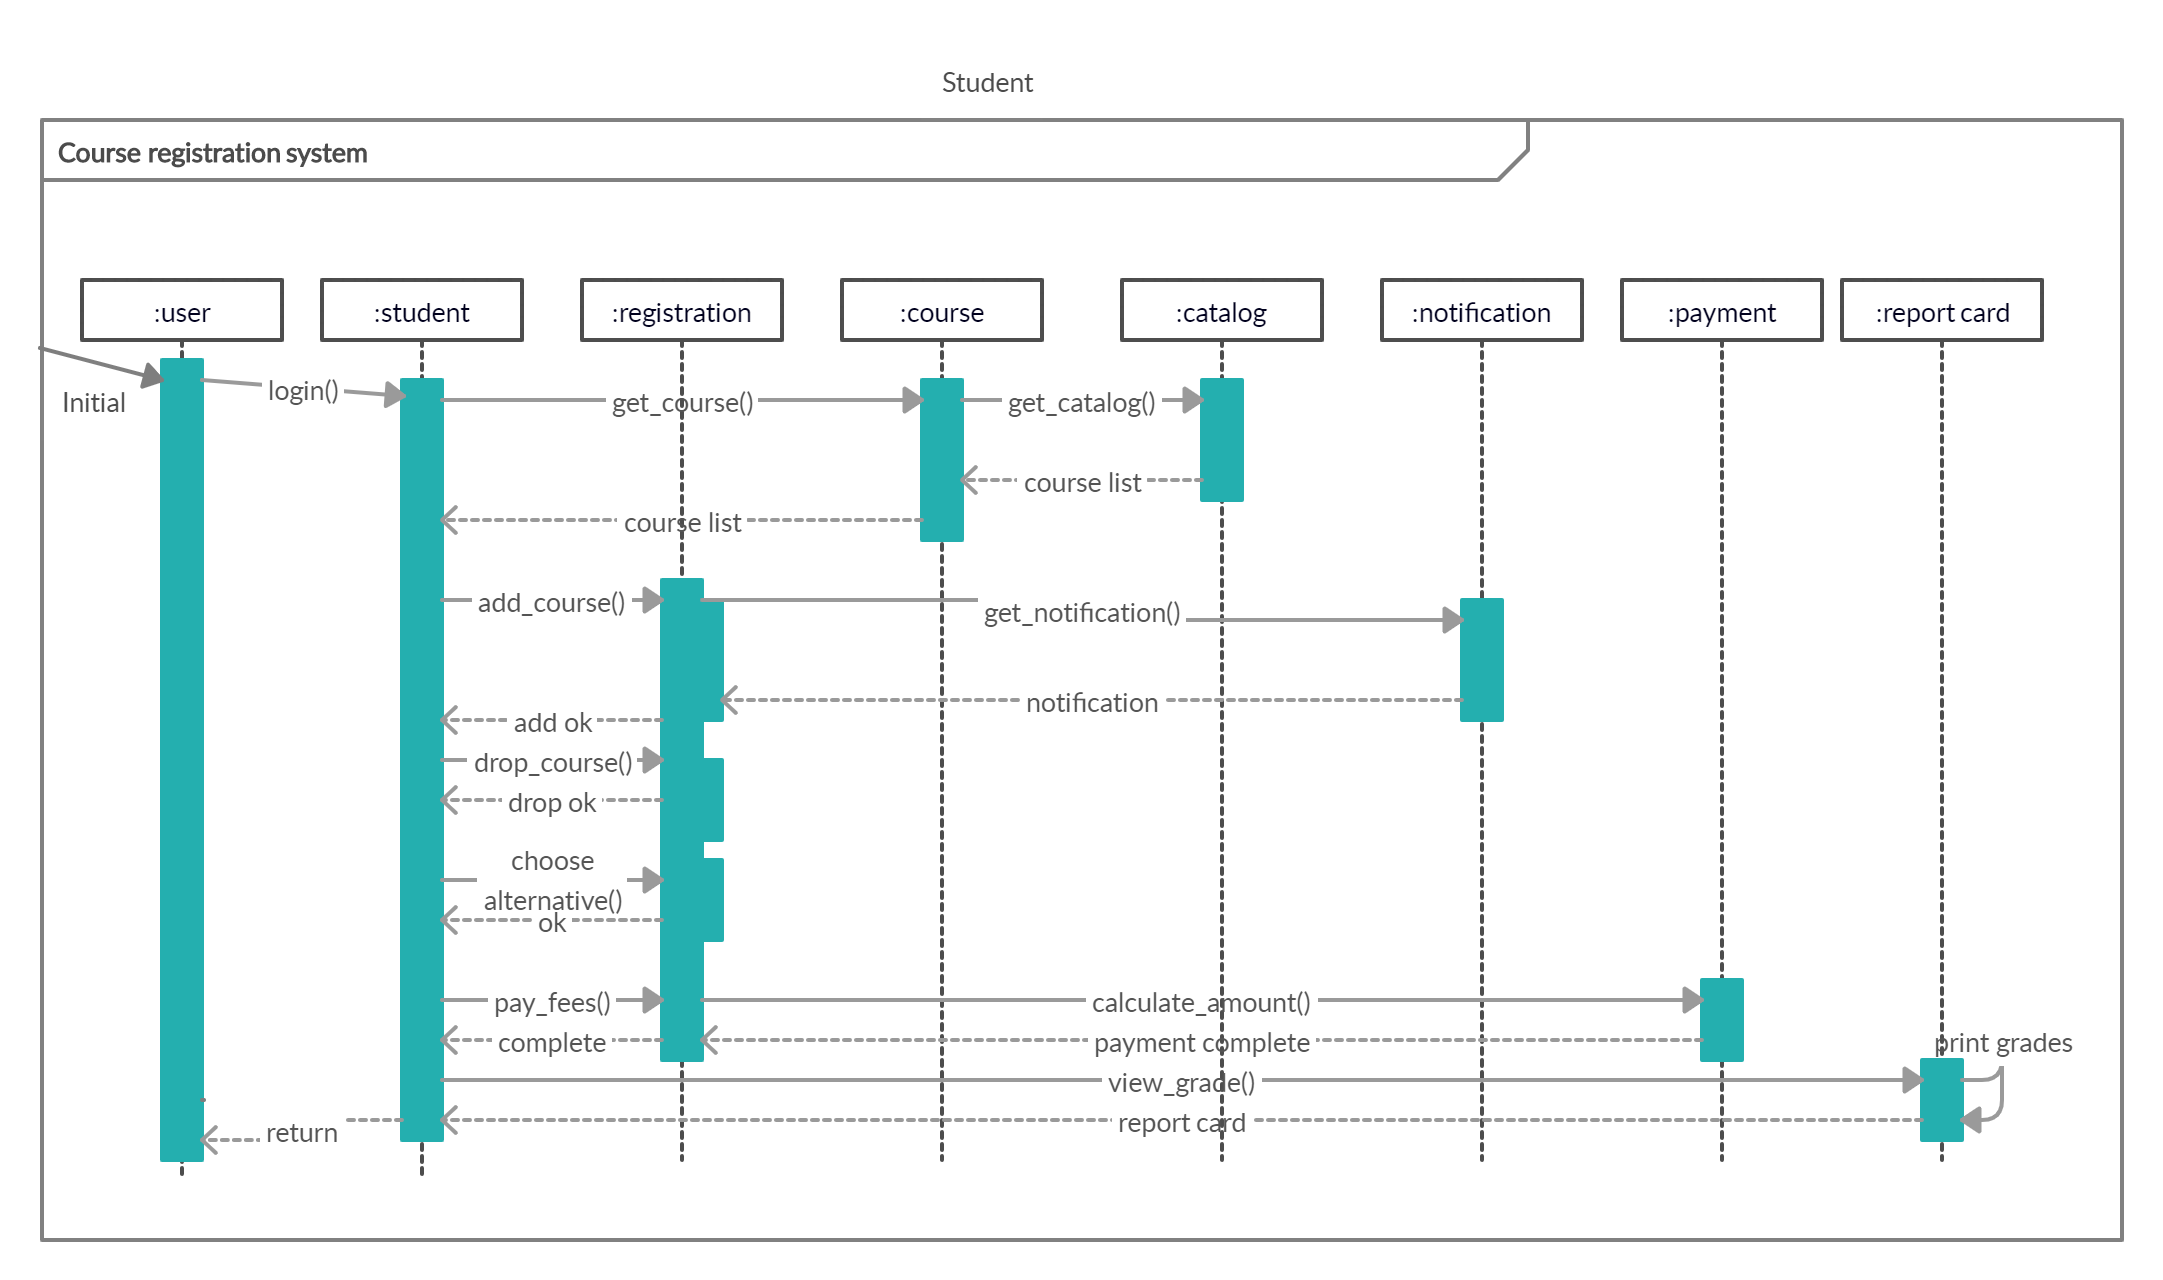 Student
Course registration system
:user
:student
:registration
:course
:catalog
:notification
:payment
:report card
Initial
login()
get_course()
get_catalog()
course list
course list
add_course()
get_notification()
notification
add ok
drop_course()
drop ok
choose
alternative()
ok
pay_fees()
calculate_amount()
complete
payment complete
print grades
view_grade()
report card
return